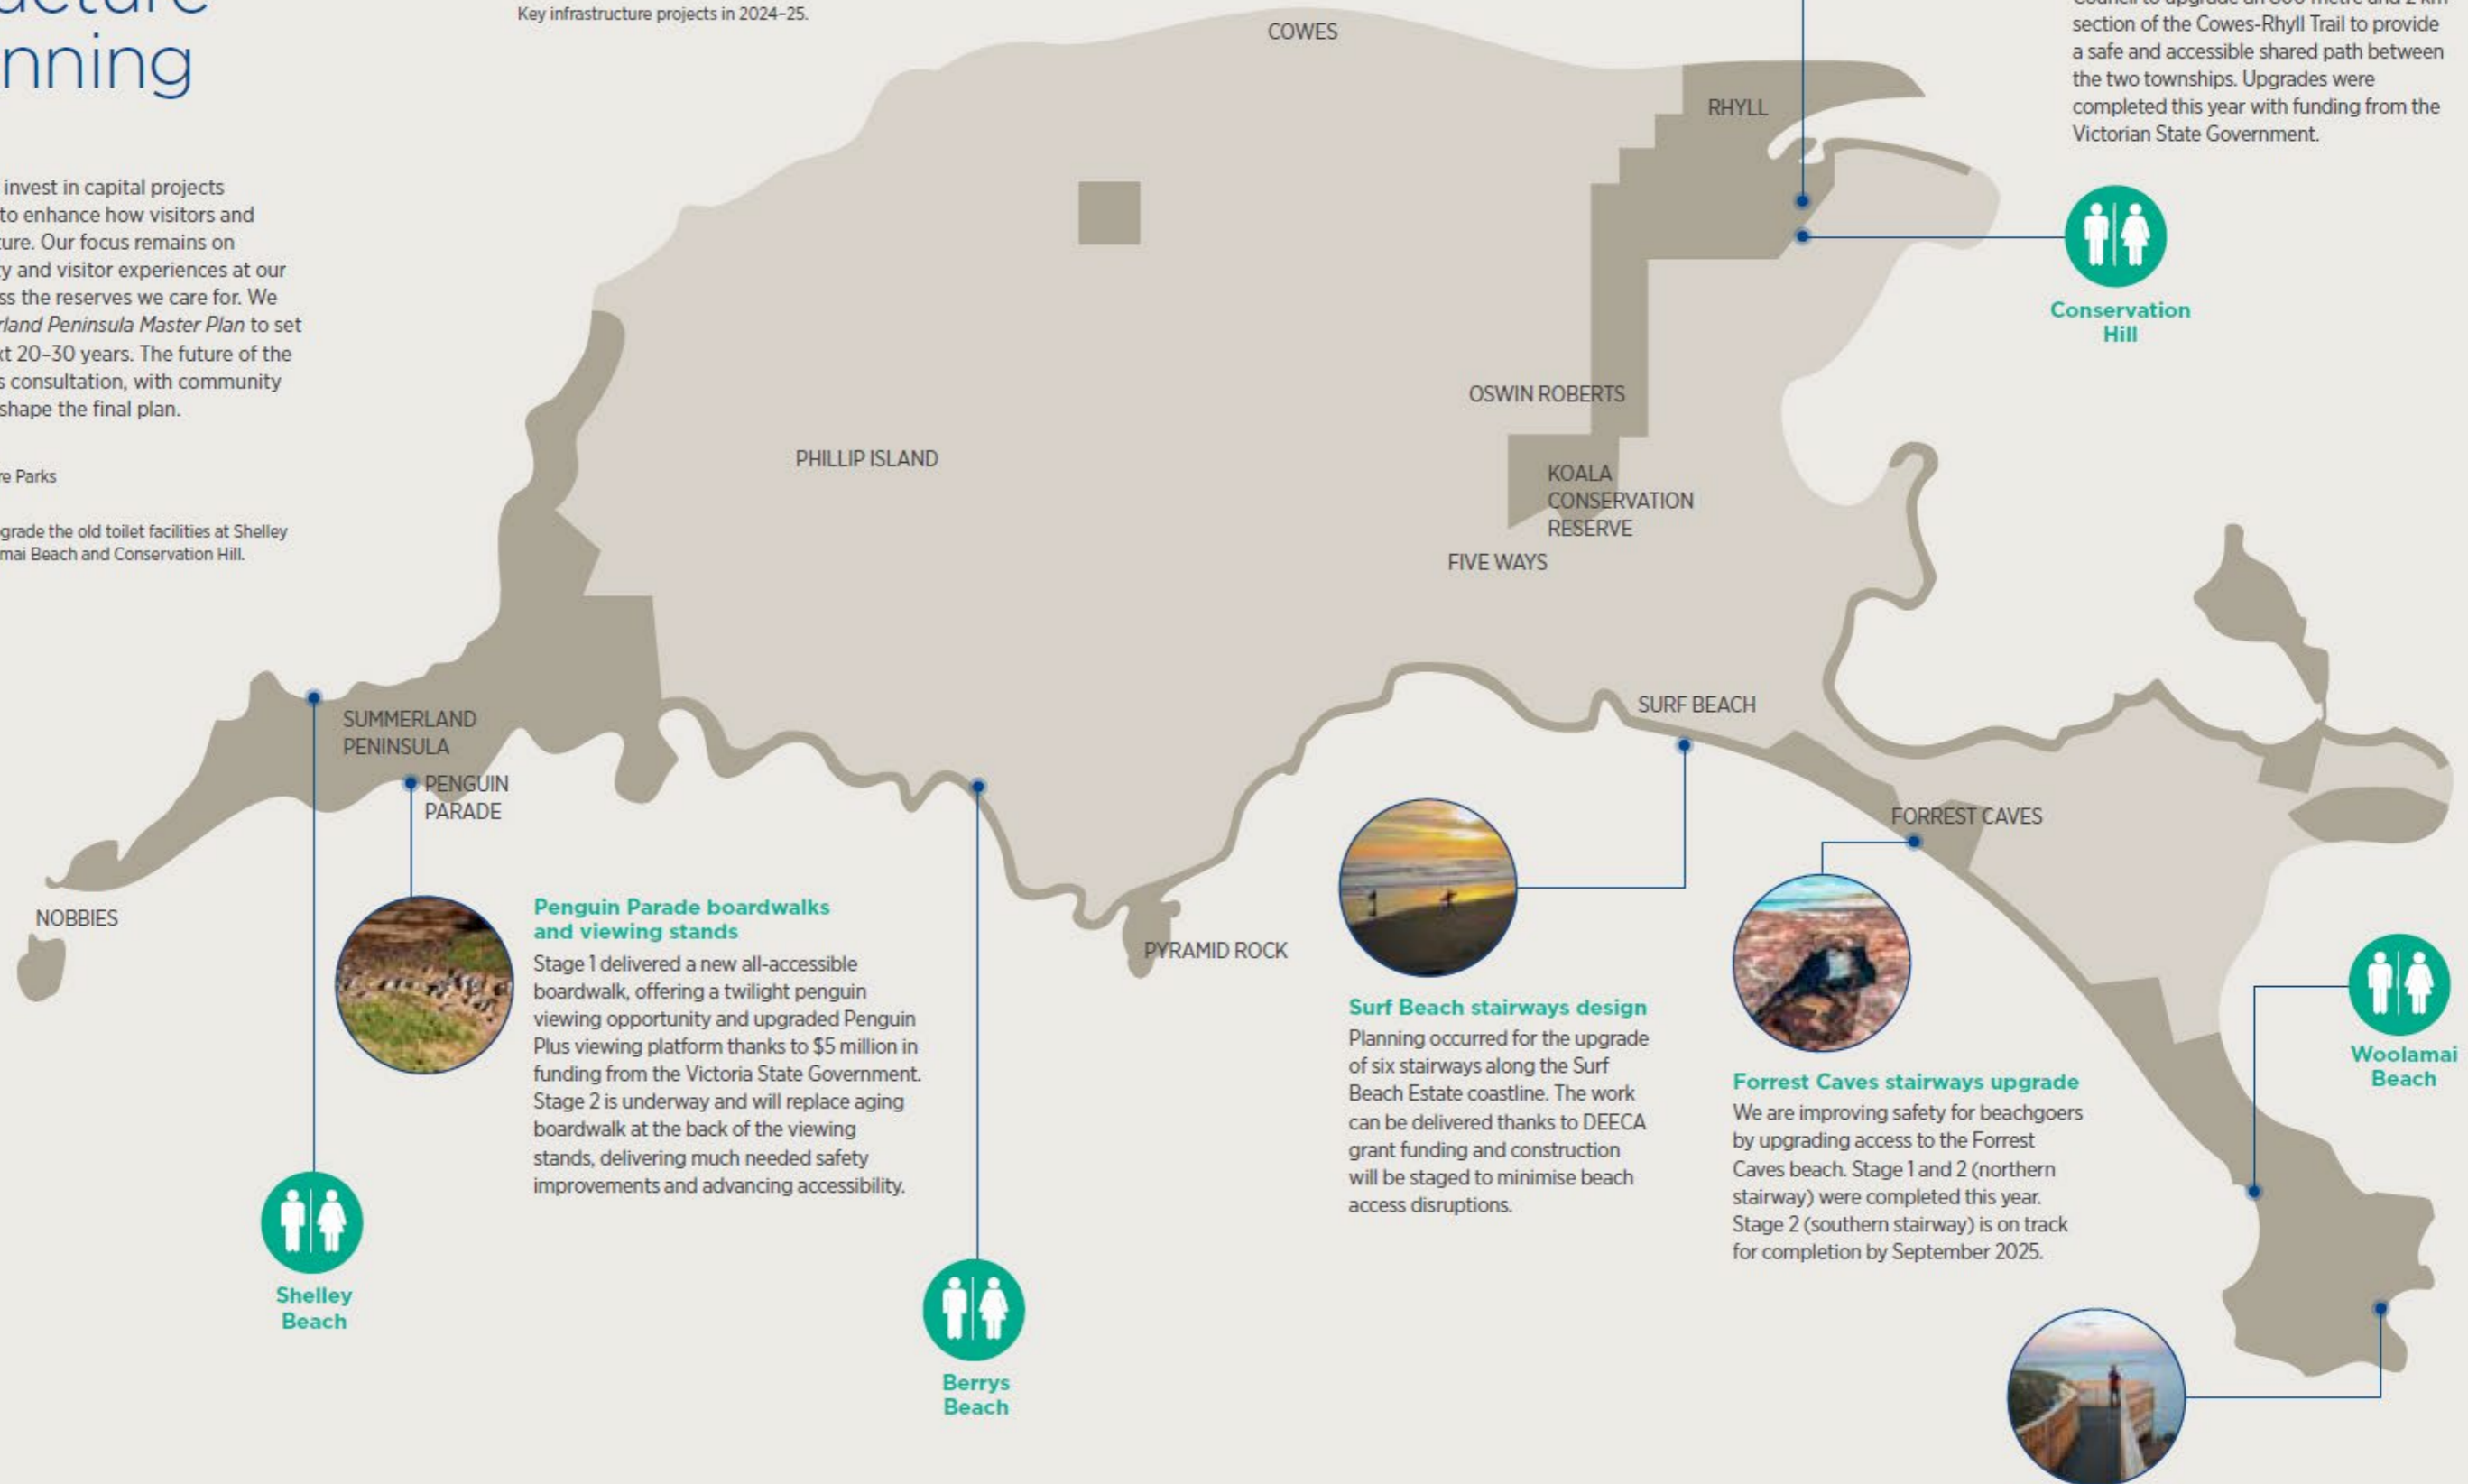 nning
invest in capital projects
to enhance how visitors and
ture. Our focus remains on
ty and visitor experiences at our
ss the reserves we care for. We
rland Peninsula Master Plan to set
xt 20–30 years. The future of the
s consultation, with community
shape the final plan.
re Parks
grade the old toilet facilities at Shelley
mai Beach and Conservation Hill.
Key infrastructure projects in 2024–25.
section of the Cowes-Rhyll Trail to provide
a safe and accessible shared path between
the two townships. Upgrades were
completed this year with funding from the
Victorian State Government.
COWES
RHYLL
Conservation
Hill
OSWIN ROBERTS
PHILLIP ISLAND
KOALA
CONSERVATION
RESERVE
FIVE WAYS
SURF BEACH
SUMMERLAND
PENINSULA
PENGUIN
PARADE
FORREST CAVES
NOBBIES
PYRAMID ROCK
Penguin Parade boardwalks
and viewing stands
Stage 1 delivered a new all-accessible
boardwalk, offering a twilight penguin
viewing opportunity and upgraded Penguin
Plus viewing platform thanks to $5 million in
funding from the Victoria State Government.
Stage 2 is underway and will replace aging
boardwalk at the back of the viewing
stands, delivering much needed safety
improvements and advancing accessibility.
Surf Beach stairways design
Planning occurred for the upgrade
of six stairways along the Surf
Beach Estate coastline. The work
can be delivered thanks to DEECA
grant funding and construction
will be staged to minimise beach
access disruptions.
Forrest Caves stairways upgrade
We are improving safety for beachgoers
by upgrading access to the Forrest
Caves beach. Stage 1 and 2 (northern
stairway) were completed this year.
Stage 2 (southern stairway) is on track
for completion by September 2025.
Woolamai
Beach
Shelley
Beach
Berrys
Beach